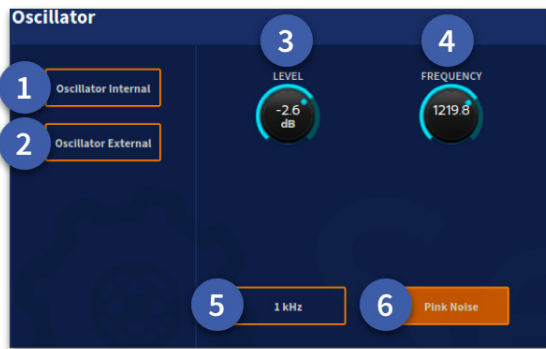 Oscillator
3
4
LEVEL
FREQUENCY
1
Oscillator Internal
-2.6
dB
1219.8
2
Oscillator External
5
1 kHz
6
Pink Noise